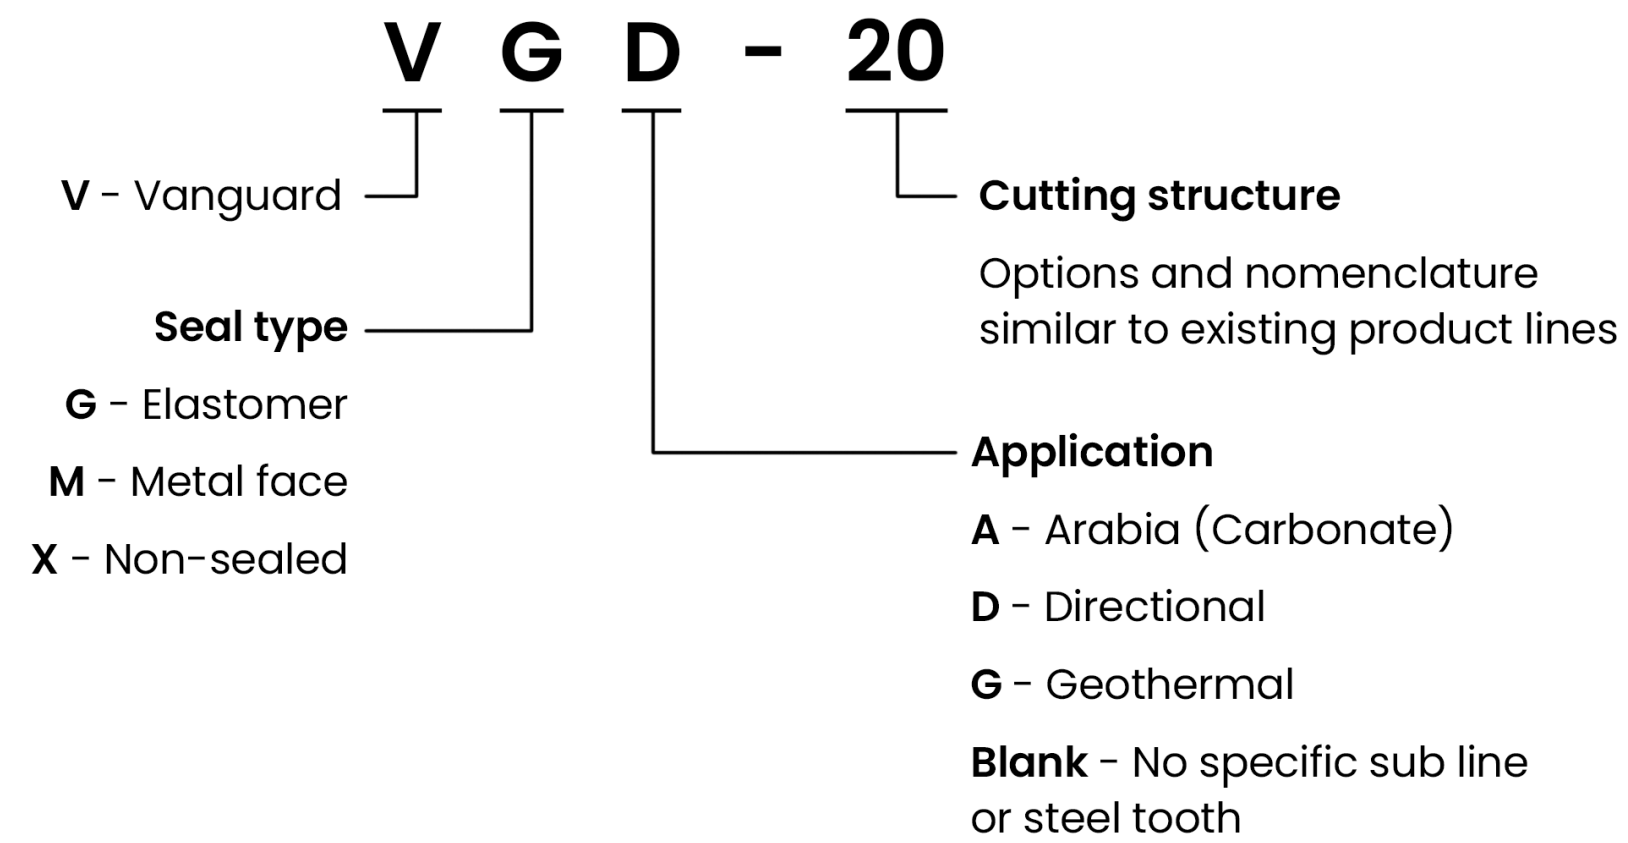 V G D - 20
V - Vanguard
Seal type
G - Elastomer
M - Metal face
X - Non-sealed
Cutting structure
Options and nomenclature
similar to existing product lines
Application
A - Arabia (Carbonate)
D - Directional
G - Geothermal
Blank - No specific sub line
or steel tooth